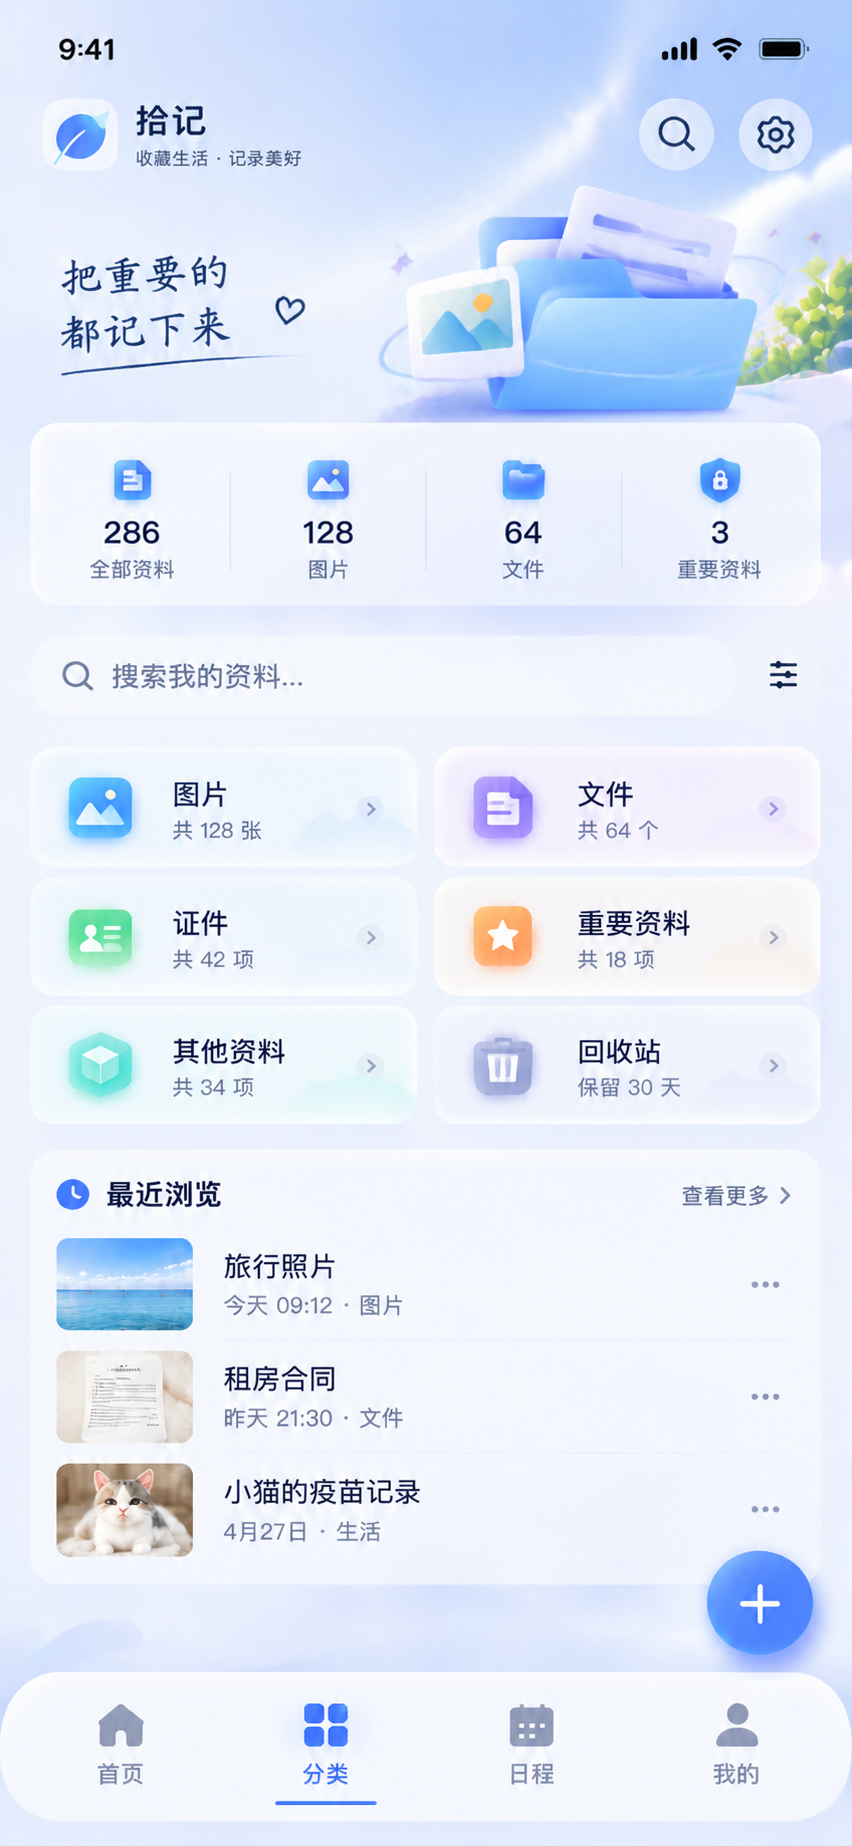 9:41
拾记
收藏生活 · 记录美好
把重要的
都记下来
286
全部资料
128
图片
64
文件
3
重要资料
搜索我的资料...
图片
共 128 张
文件
共 64 个
证件
共 42 项
重要资料
共 18 项
其他资料
共 34 项
回收站
保留 30 天
最近浏览
查看更多
旅行照片
今天 09:12 · 图片
租房合同
昨天 21:30 · 文件
小猫的疫苗记录
4月27日 · 生活
首页
分类
日程
我的